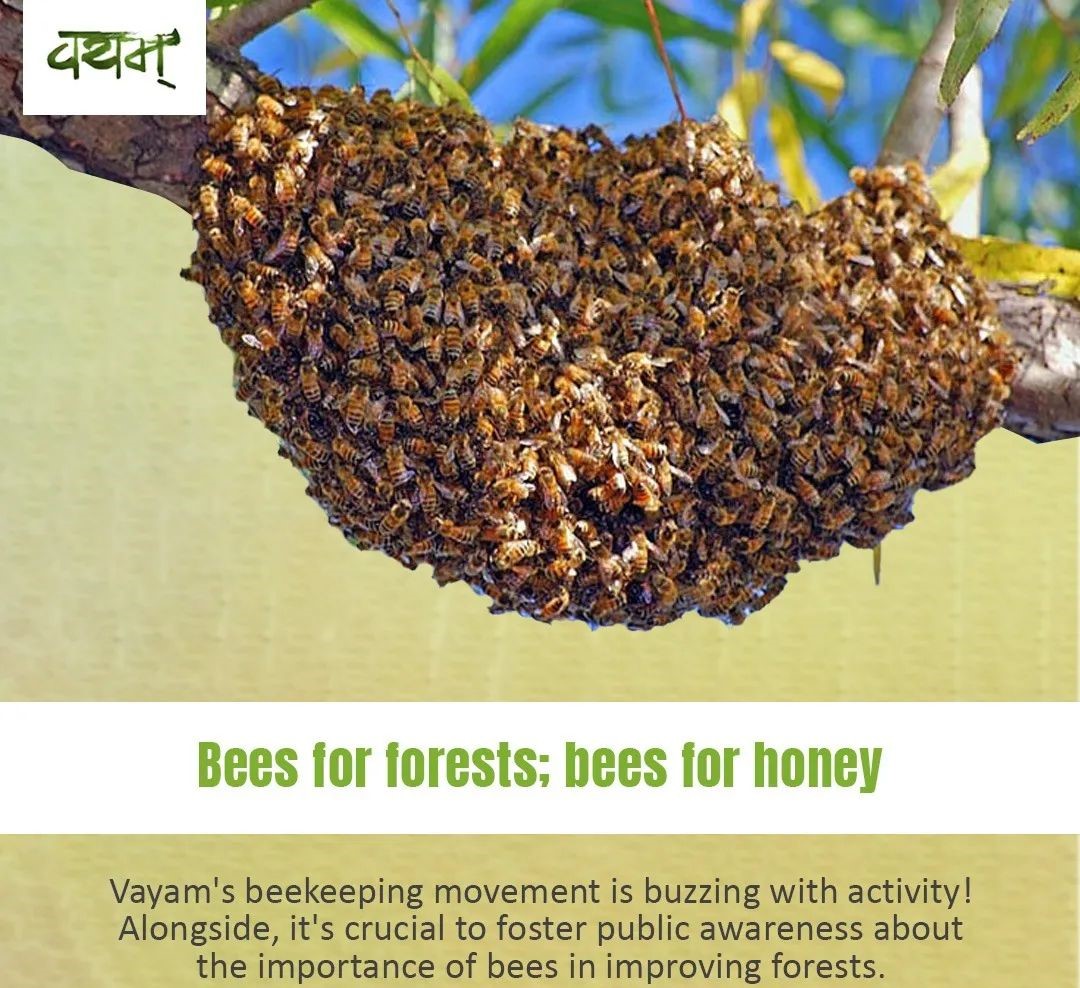 वयम्
Bees for forests; bees for honey
Vayam's beekeeping movement is buzzing with activity!
Alongside, it's crucial to foster public awareness about
the importance of bees in improving forests.